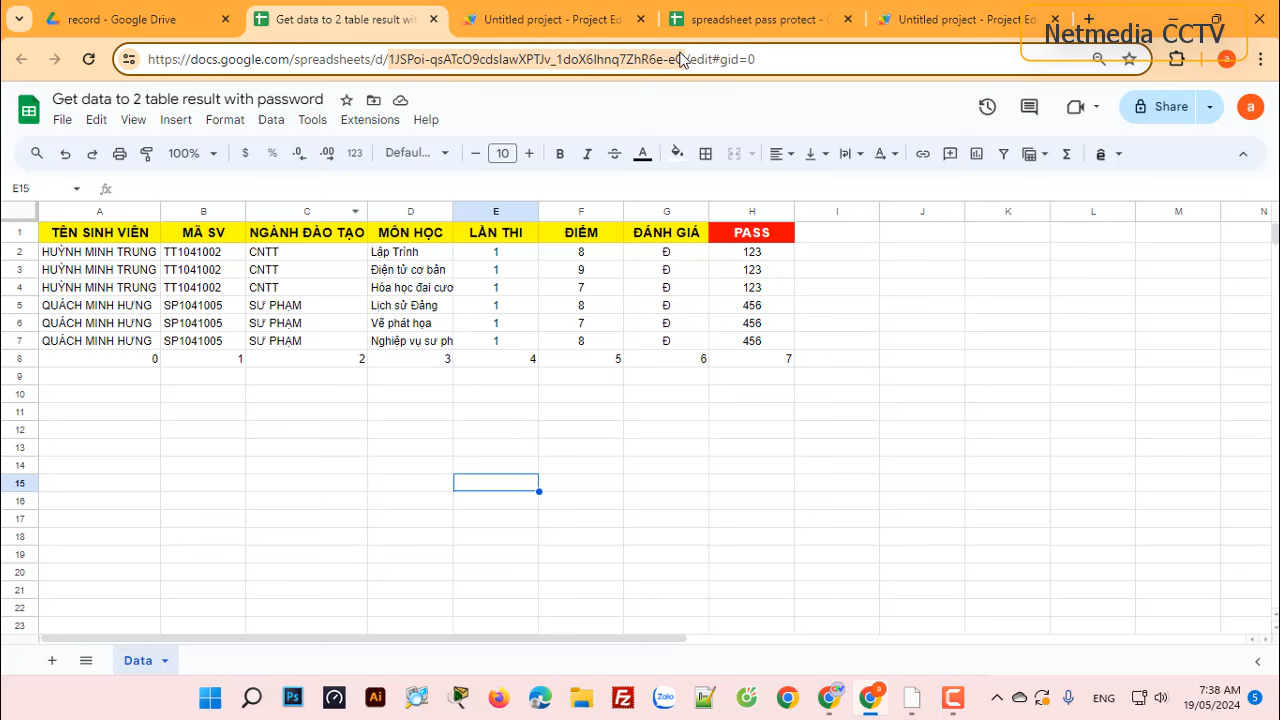 record - Google Drive
Get data to 2 table result with
Untitled project - Project Edi
spreadsheet pass protect - G
Untitled project - Project Edi
Netmedia CCTV
https://docs.google.com/spreadsheets/d/
edit#gid=0
Get data to 2 table result with password
File Edit View Insert Format Data Tools Extensions Help
Share
a
100%
$ % .0 .00 123
Defaul...
10
B I S A
E15
fx
A B C D E F G H I J K L M N
1 TÊN SINH VIÊN MÃ SV NGÀNH ĐÀO TẠO MÔN HỌC LẦN THI ĐIỂM ĐÁNH GIÁ PASS
2 HUỲNH MINH TRUNG TT1041002 CNTT Lập Trình 1 8 Đ 123
3 HUỲNH MINH TRUNG TT1041002 CNTT Điện tử cơ bản 1 9 Đ 123
4 HUỲNH MINH TRUNG TT1041002 CNTT Hóa học đại cươ 1 7 Đ 123
5 QUÁCH MINH HƯNG SP1041005 SƯ PHẠM Lịch sử Đảng 1 8 Đ 456
6 QUÁCH MINH HƯNG SP1041005 SƯ PHẠM Vẽ phát họa 1 7 Đ 456
7 QUÁCH MINH HƯNG SP1041005 SƯ PHẠM Nghiệp vụ sư ph 1 8 Đ 456
8 0 1 2 3 4 5 6 7
9
10
11
12
13
14
15
16
17
18
19
20
21
22
23
Data
Ps
Ai
Zalo
ENG
7:38 AM
19/05/2024
5